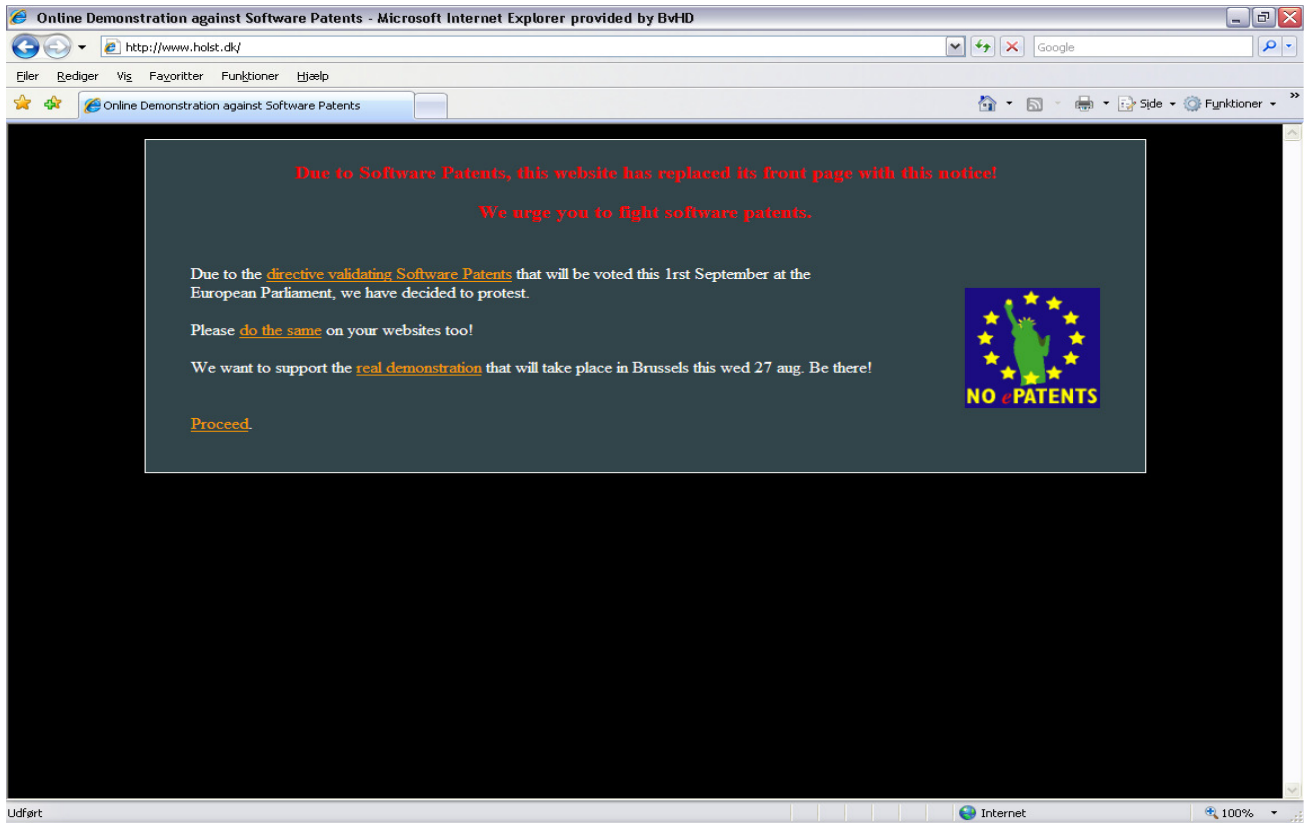 Online Demonstration against Software Patents - Microsoft Internet Explorer provided by BvHD
http://www.holst.dk/
Google
Filer Rediger Vis Favoritter Funktioner Hjælp
Online Demonstration against Software Patents
Side Funktioner »
Due to Software Patents, this website has replaced its front page with this notice!
We urge you to fight software patents.
Due to the directive validating Software Patents that will be voted this 1rst September at the
European Parliament, we have decided to protest.
Please do the same on your websites too!
We want to support the real demonstration that will take place in Brussels this wed 27 aug. Be there!
NO ePATENTS
Proceed.
Udført
Internet
100%